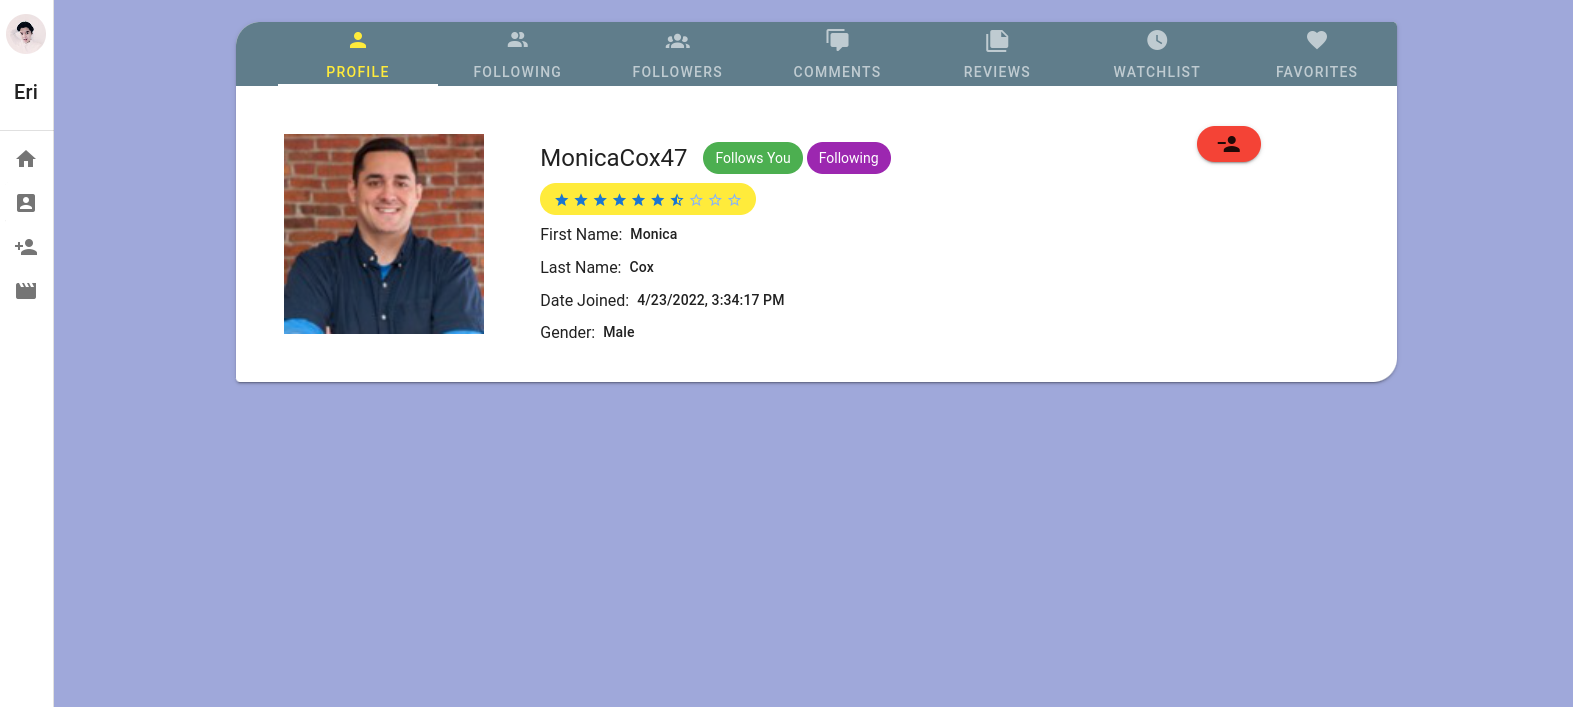 Eri
PROFILE
FOLLOWING
FOLLOWERS
COMMENTS
REVIEWS
WATCHLIST
FAVORITES
MonicaCox47
Follows You
Following
First Name: Monica
Last Name: Cox
Date Joined: 4/23/2022, 3:34:17 PM
Gender: Male